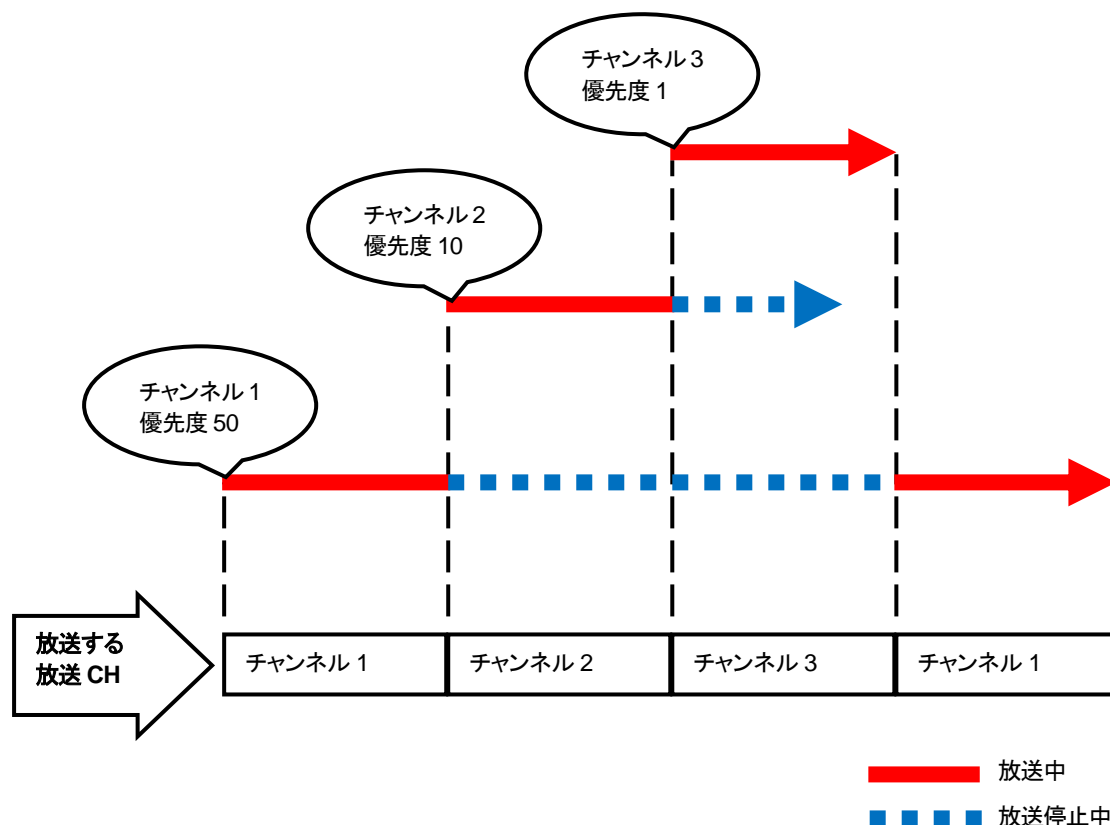 チャンネル 3
優先度 1
チャンネル 2
優先度 10
チャンネル 1
優先度 50
放送する
放送 CH
チャンネル 1
チャンネル 2
チャンネル 3
チャンネル 1
放送中
放送停止中